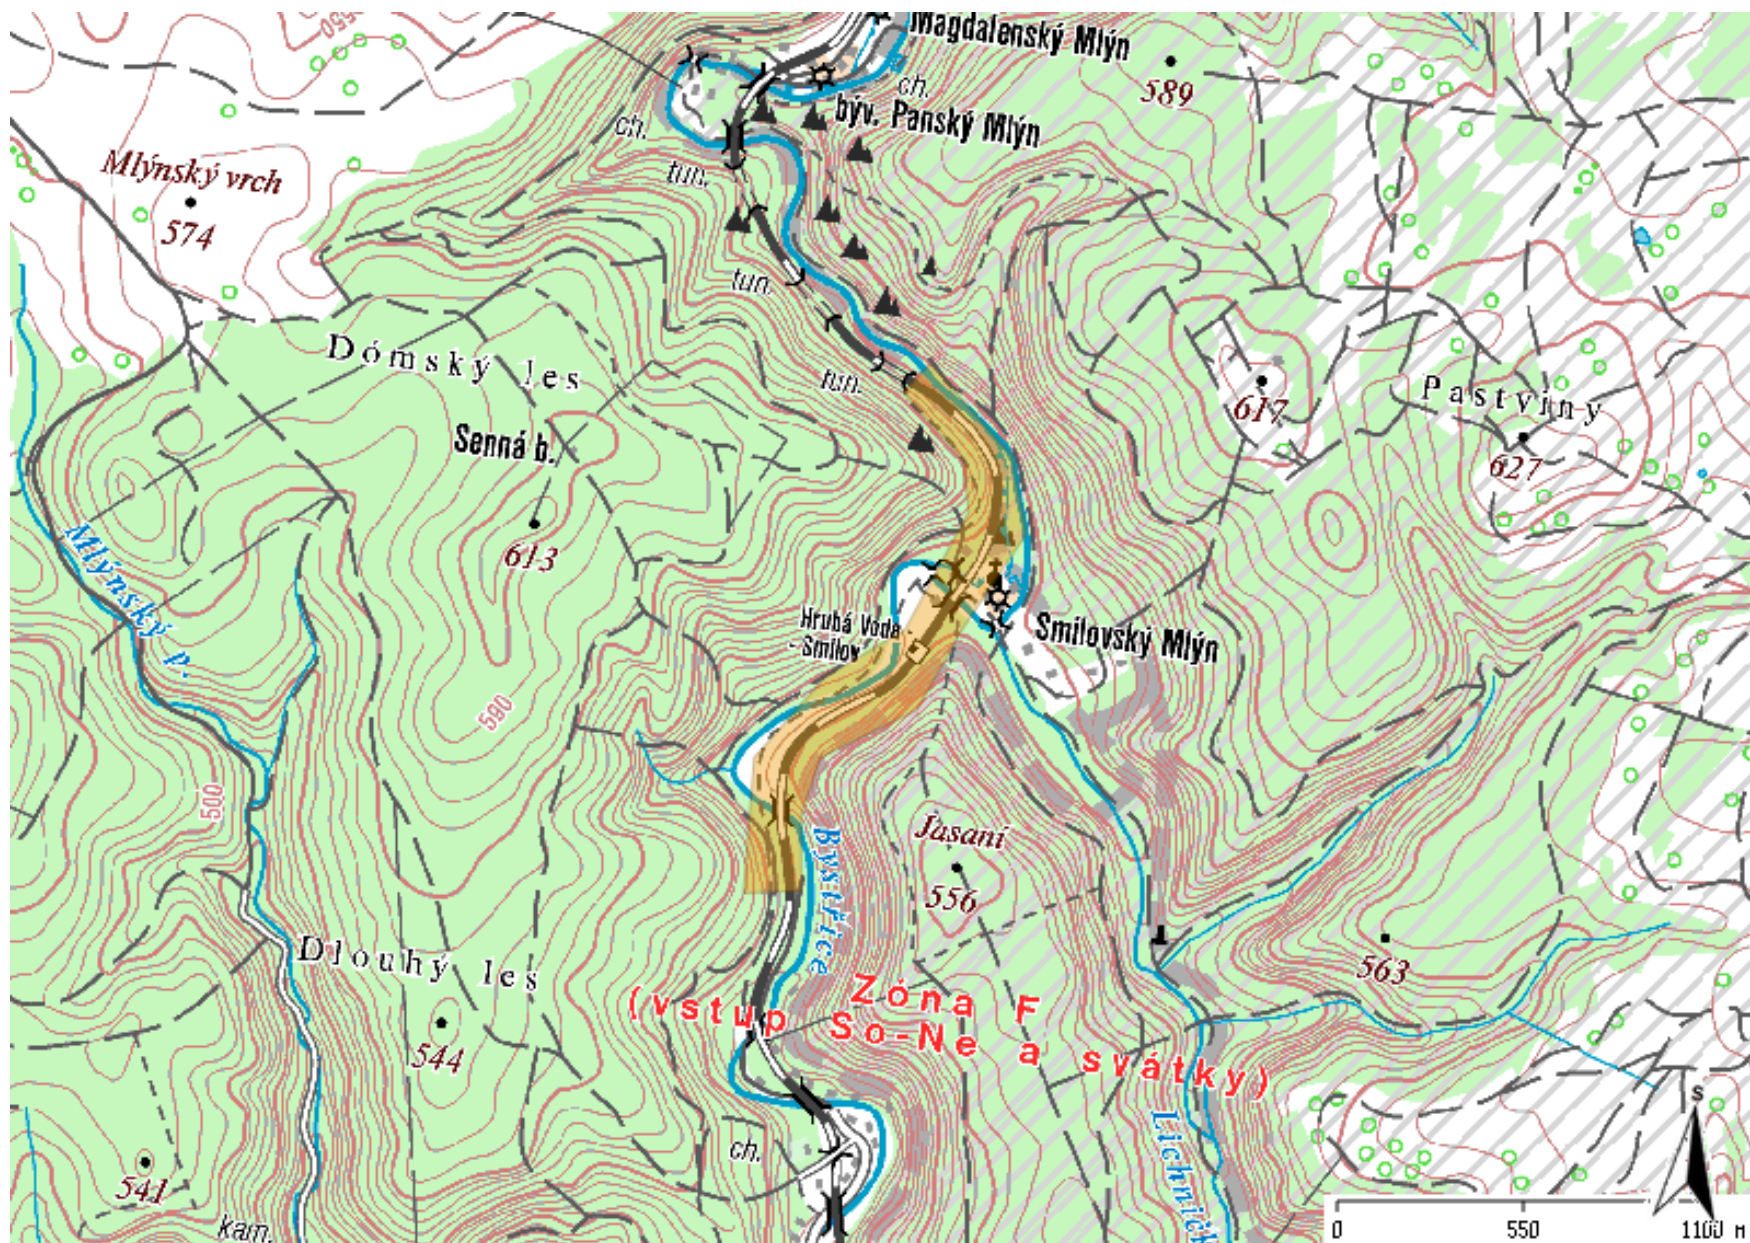 550
Magdalenský Mlýn
589
ch.
býv. Panský Mlýn
ch.
tun.
Mlýnský vrch
574
tun.
Dómský les
tun.
617
Pastviny
627
Senná b.
613
Mlýnský p.
Hrubá Voda
- Smilov
Smilovský Mlýn
590
500
Jasaní
556
Bystřice
563
Dlouhý les
544
Zóna F
(vstup So-Ne a svátky)
ch.
541
kam.
Lichničk
S
0 550 1100 м